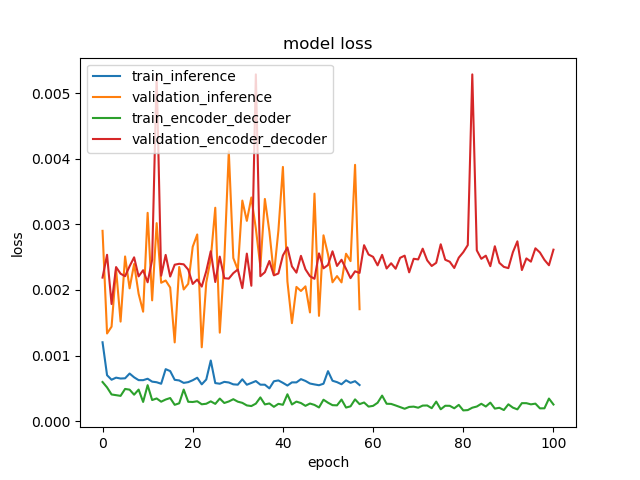 model loss
train_inference
validation_inference
train_encoder_decoder
validation_encoder_decoder
loss
0.005
0.004
0.003
0.002
0.001
0.000
0 20 40 60 80 100
epoch